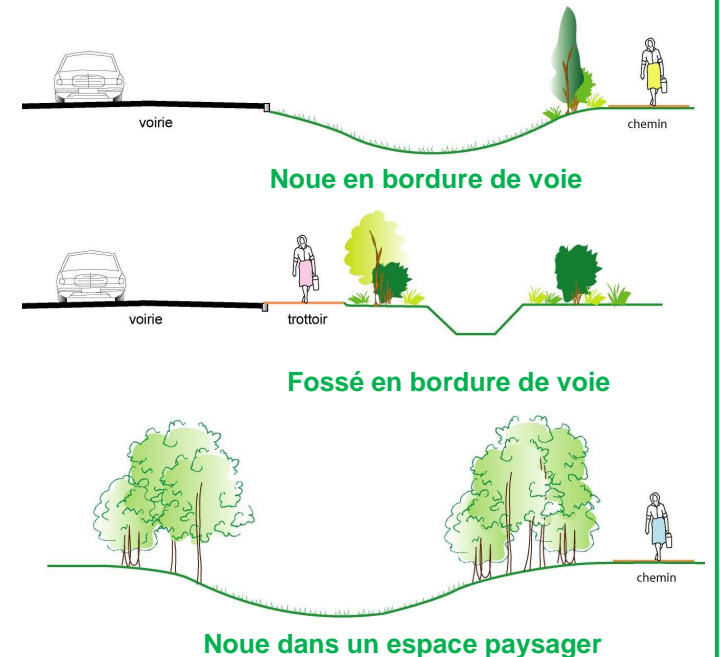 voirie
chemin
Noue en bordure de voie
voirie
trottoir
Fossé en bordure de voie
chemin
Noue dans un espace paysager